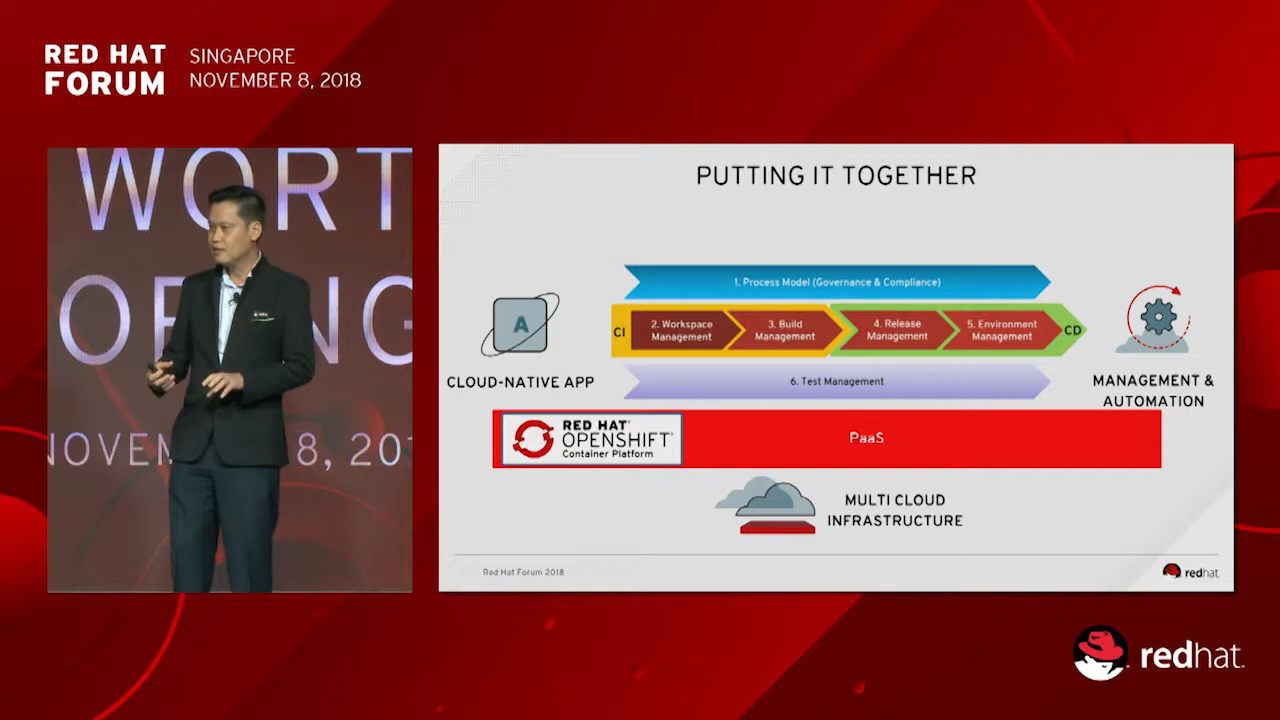 RED HAT
FORUM
SINGAPORE
NOVEMBER 8, 2018
WORT
NOVEM
8, 201
PUTTING IT TOGETHER
1. Process Model (Governance & Compliance)
CI
2. Workspace
Management
3. Build
Management
4. Release
Management
5. Environment
Management
CD
6. Test Management
A
CLOUD-NATIVE APP
MANAGEMENT &
AUTOMATION
RED HAT
OPENSHIFT
Container Platform
PaaS
MULTI CLOUD
INFRASTRUCTURE
Red Hat Forum 2018
redhat.
redhat.